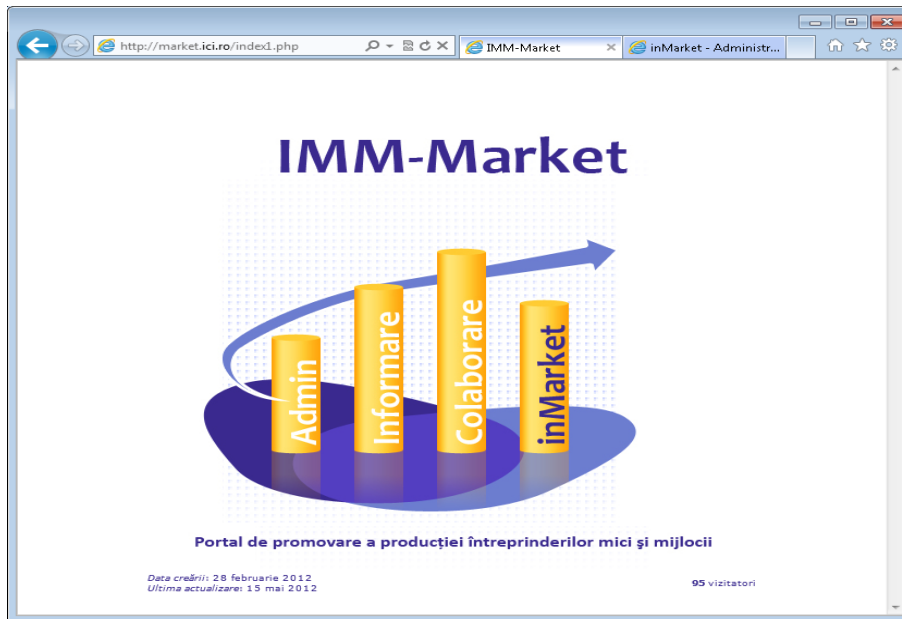 http://market.ici.ro/index1.php
IMM-Market
inMarket - Administr...
IMM-Market
Admin
Informare
Colaborare
inMarket
Portal de promovare a producției întreprinderilor mici şi mijlocii
Data creării: 28 februarie 2012
95 vizitatori
Ultima actualizare: 15 mai 2012